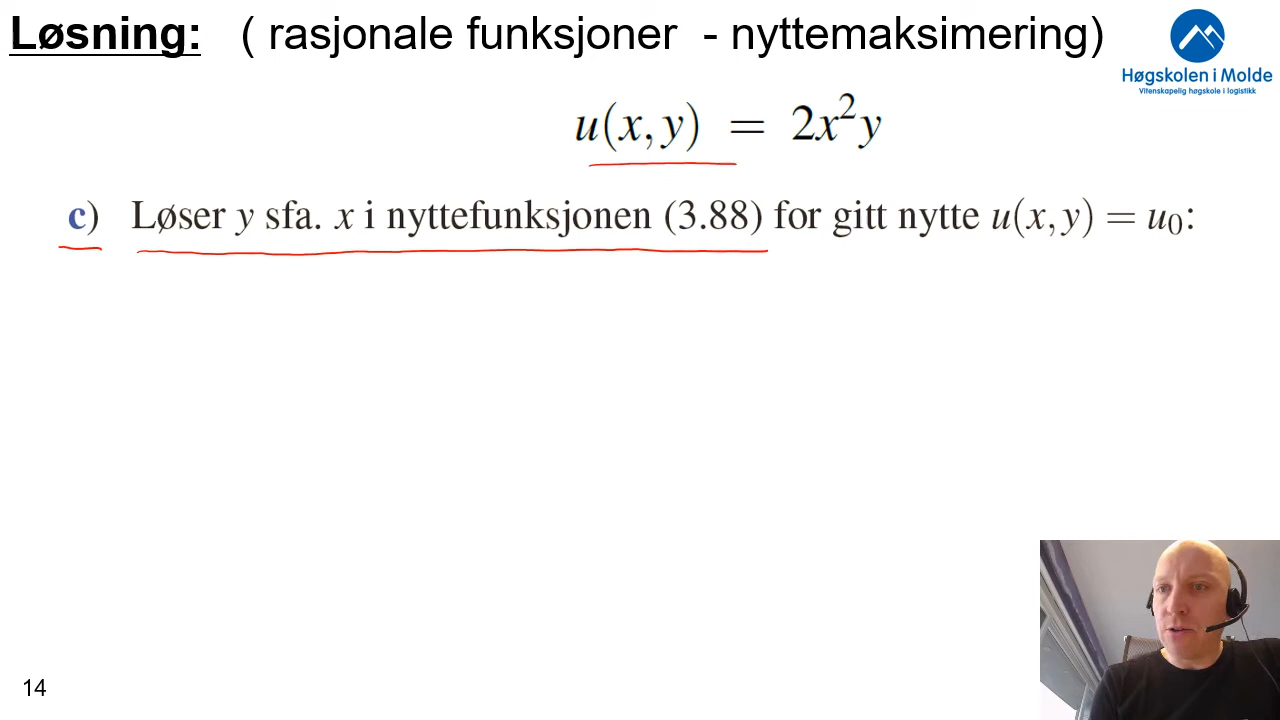 Løsning: ( rasjonale funksjoner - nyttemaksimering)
Høgskolen i Molde
Vitenskapelig høgskole i logistikk
u(x, y) = 2x²y
c) Løser y sfa. x i nyttefunksjonen (3.88) for gitt nytte u(x, y) = u₀:
14